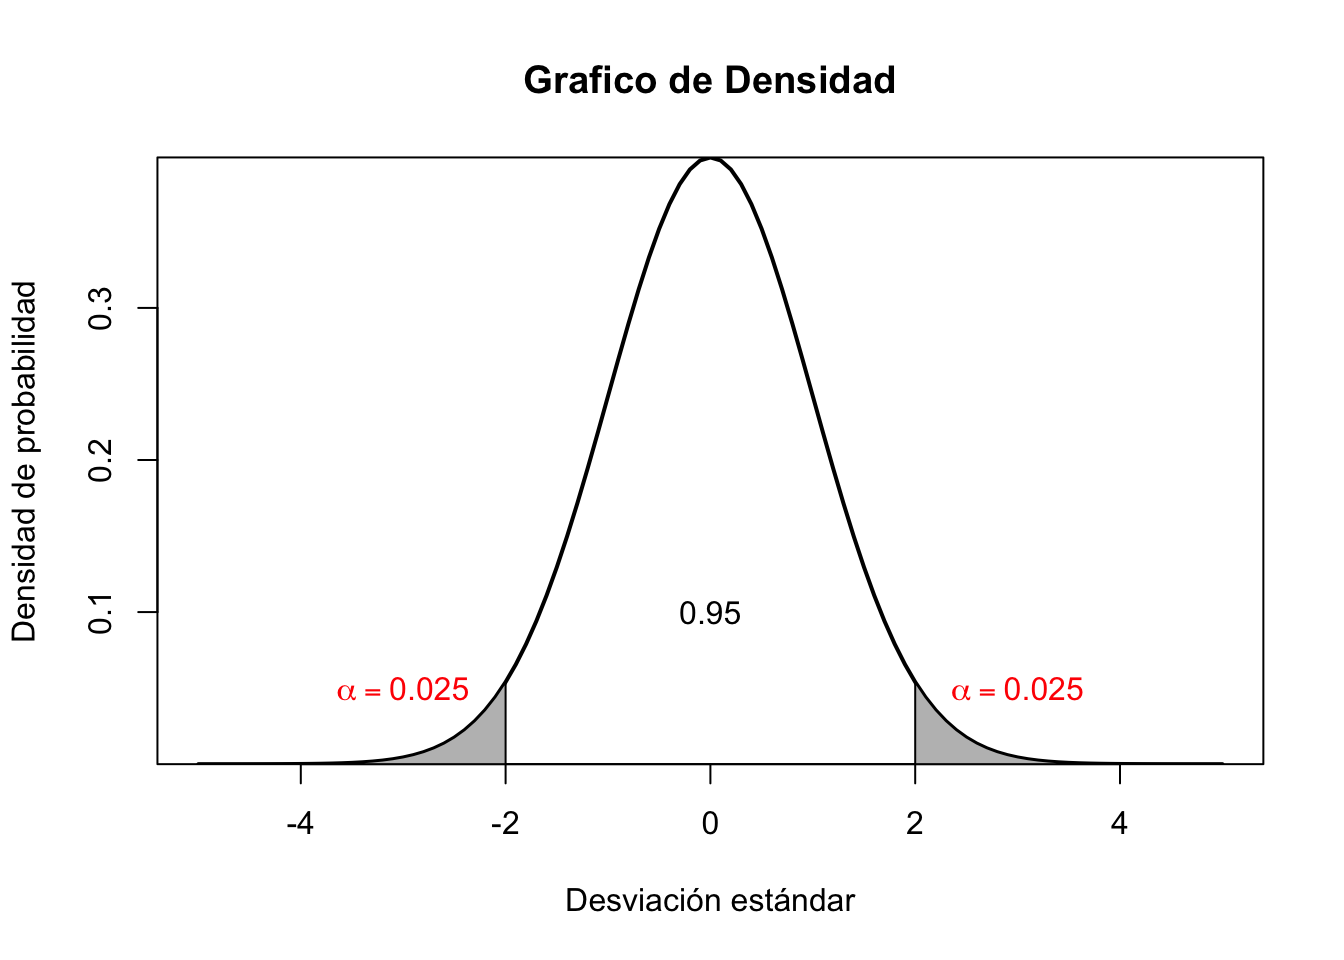 Grafico de Densidad
Densidad de probabilidad
0.3
0.2
0.1
0.95
α = 0.025
α = 0.025
-4
-2
0
2
4
Desviación estándar